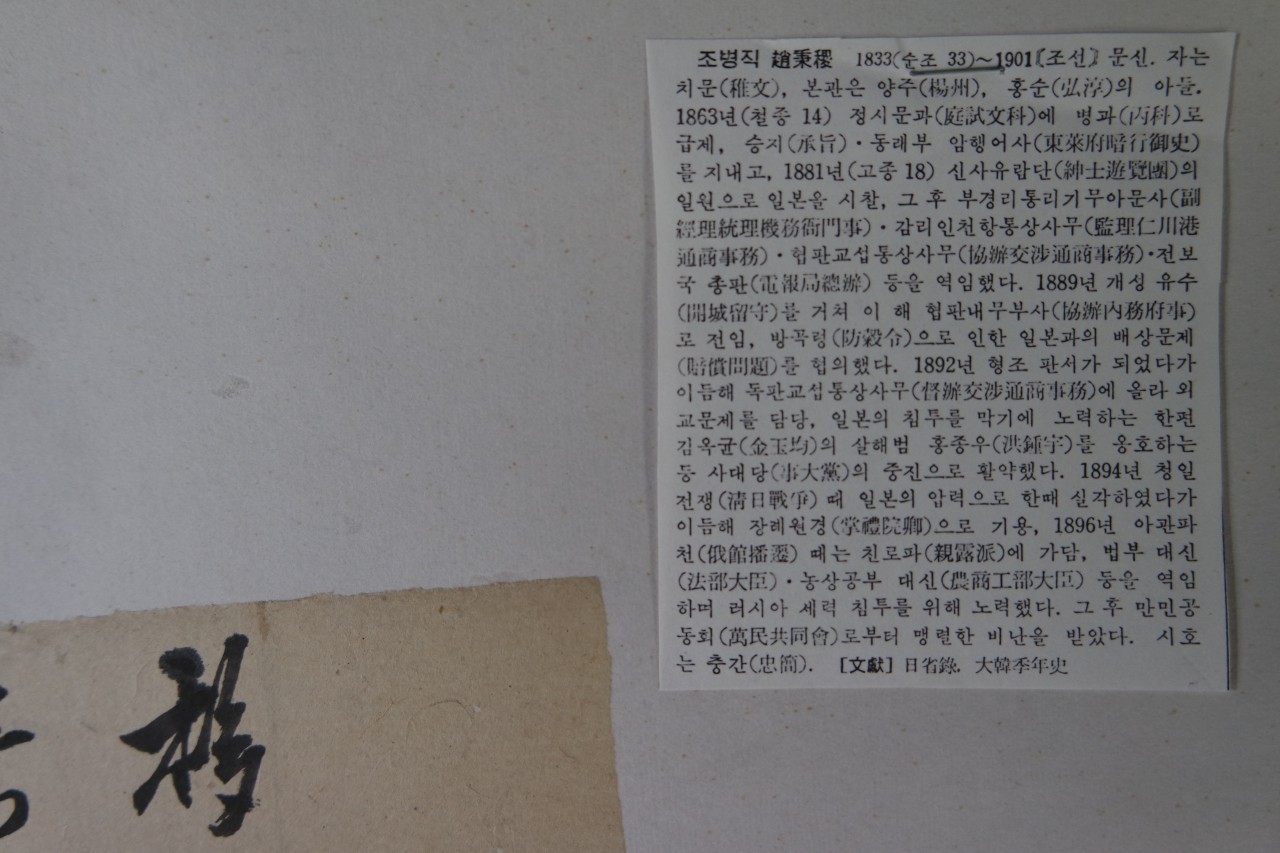 조병직 趙秉稷 1833(순조 33)~1901〔조선〕 문신. 자는
치문(稚文), 본관은 양주(楊州), 홍순(弘淳)의 아들.
1863년(철종 14) 정시문과(庭試文科)에 병과(丙科)로
급제, 승지(承旨)·동래부 암행어사(東萊府暗行御史)
를 지내고, 1881년(고종 18) 신사유람단(紳士遊覽團)의
일원으로 일본을 시찰, 그 후 부경리통리기무아문사(副
經理統理機務衙門事)·감리인천항통상사무(監理仁川港
通商事務)·협판교섭통상사무(協辦交涉通商事務)·전보
국 총판(電報局總辦) 등을 역임했다. 1889년 개성 유수
(開城留守)를 거쳐 이 해 협판내무부사(協辦內務府事)
로 전임, 방곡령(防穀令)으로 인한 일본과의 배상문제
(賠償問題)를 협의했다. 1892년 형조 판서가 되었다가
이듬해 독판교섭통상사무(督辦交涉通商事務)에 올라 외
교문제를 담당, 일본의 침투를 막기에 노력하는 한편
김옥균(金玉均)의 살해범 홍종우(洪鍾宇)를 옹호하는
등 사대당(事大黨)의 중진으로 활약했다. 1894년 청일
전쟁(淸日戰爭) 때 일본의 압력으로 한때 실각하였다가
이듬해 장례원경(掌禮院卿)으로 기용, 1896년 아관파
천(俄館播遷) 때는 친로파(親露派)에 가담, 법부 대신
(法部大臣)·농상공부 대신(農商工部大臣) 등을 역임
하며 러시아 세력 침투를 위해 노력했다. 그 후 만민공
동회(萬民共同會)로부터 맹렬한 비난을 받았다. 시호
는 충간(忠簡). [文獻] 日省錄. 大韓季年史